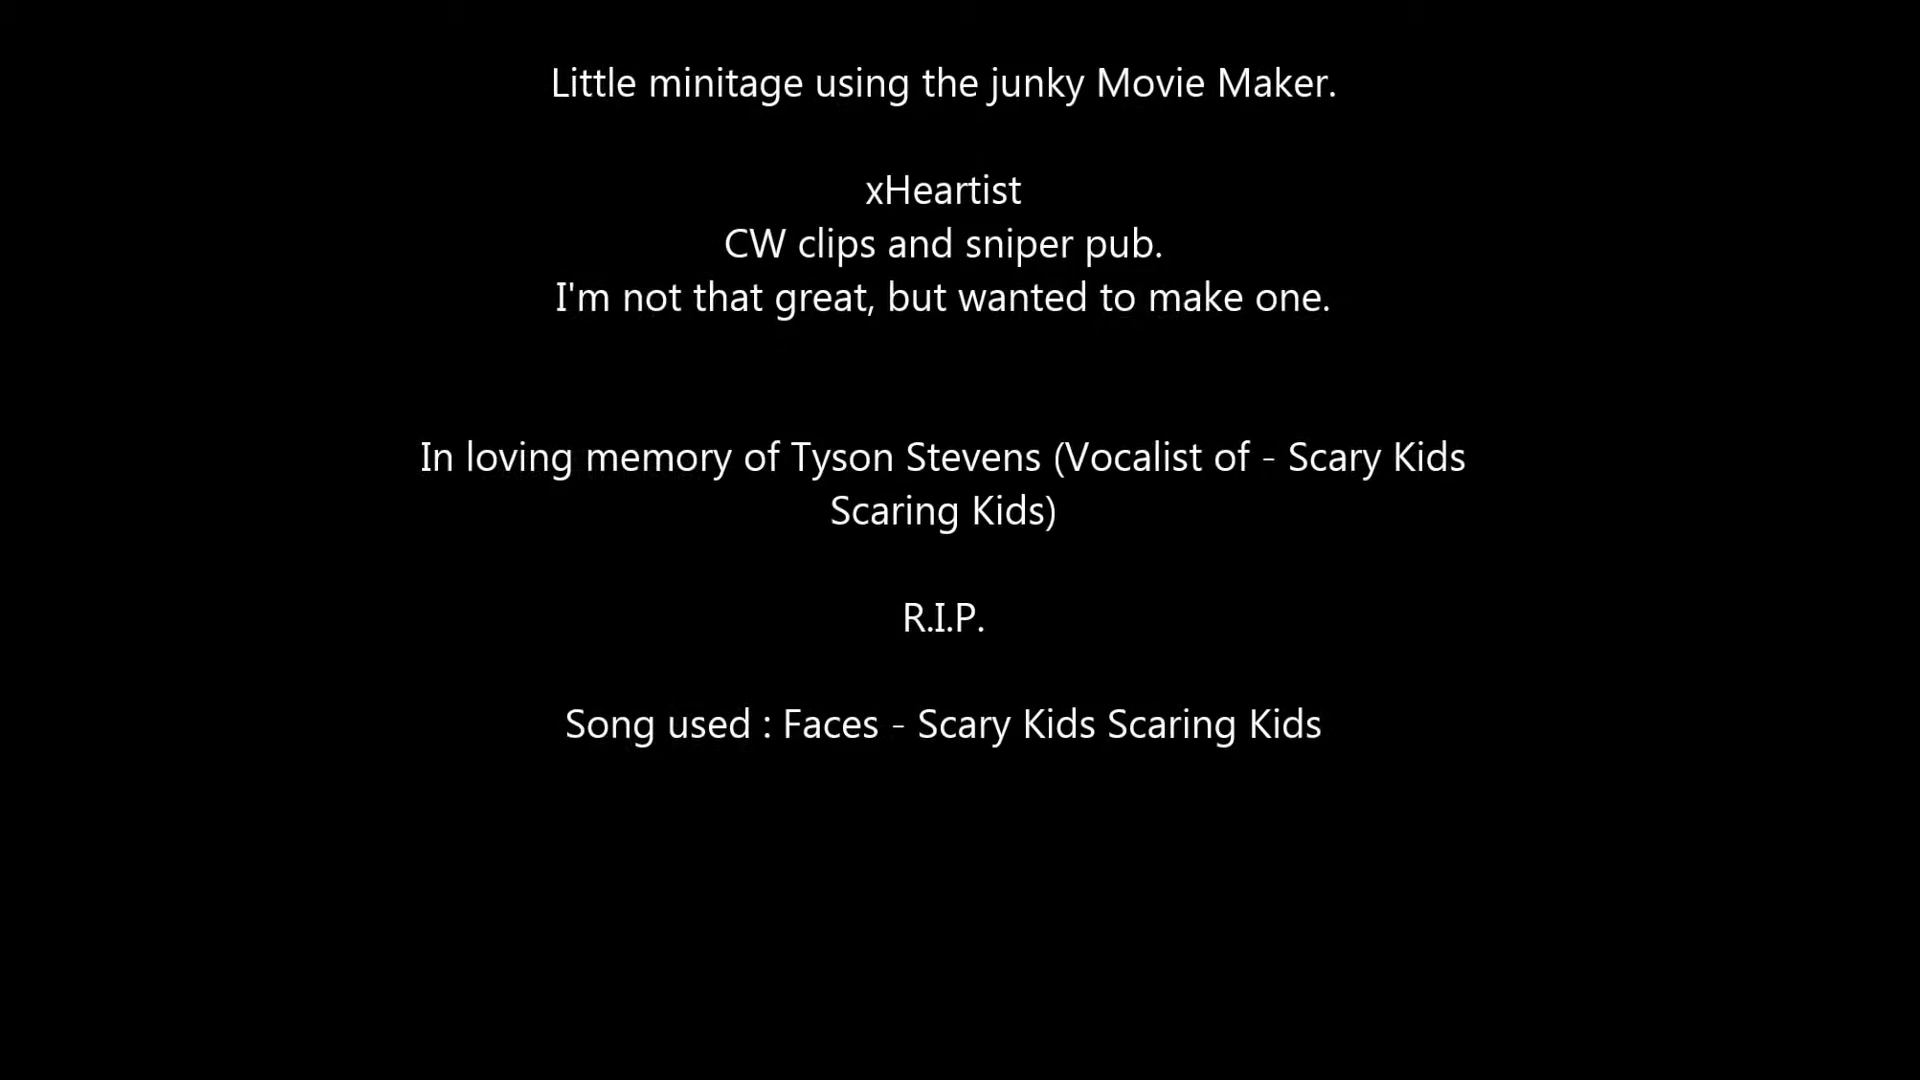 Little minitage using the junky Movie Maker.
xHeartist
CW clips and sniper pub.
I'm not that great, but wanted to make one.
In loving memory of Tyson Stevens (Vocalist of - Scary Kids
Scaring Kids)
R.I.P.
Song used : Faces - Scary Kids Scaring Kids